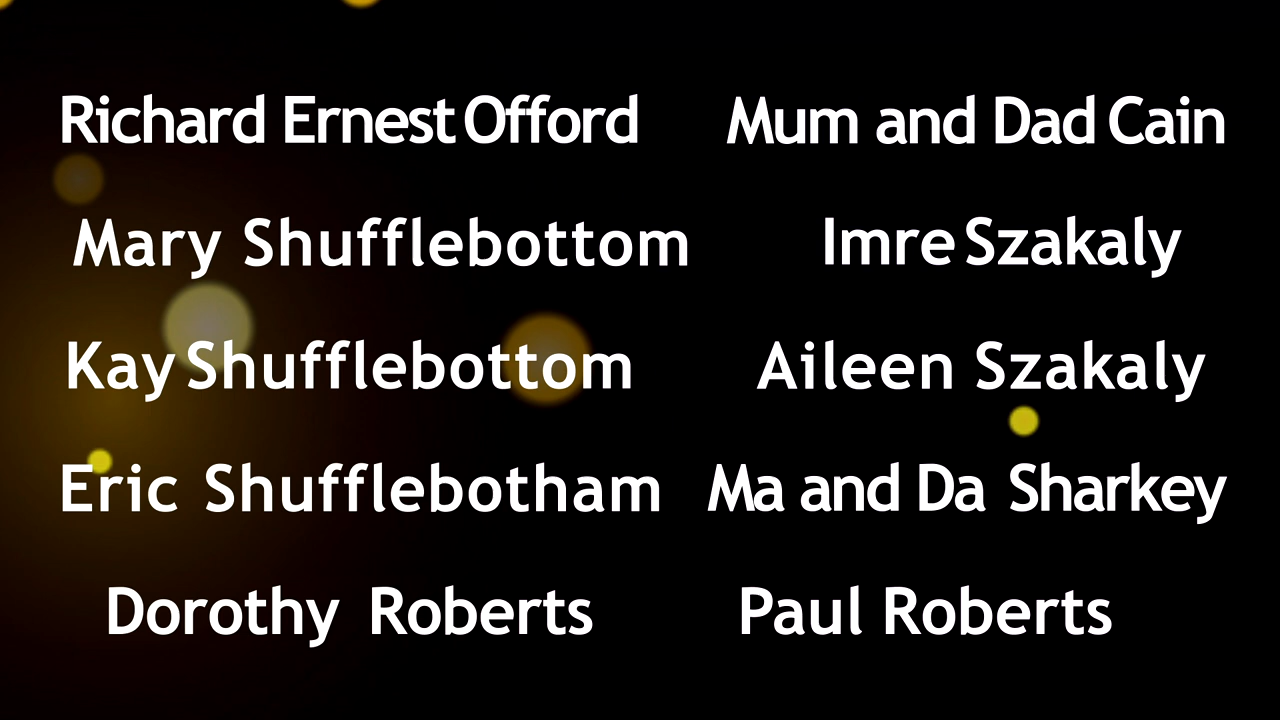 Richard Ernest Offord Mum and Dad Cain
Mary Shufflebottom Imre Szakaly
Kay Shufflebottom Aileen Szakaly
Eric Shufflebotham Ma and Da Sharkey
Dorothy Roberts Paul Roberts